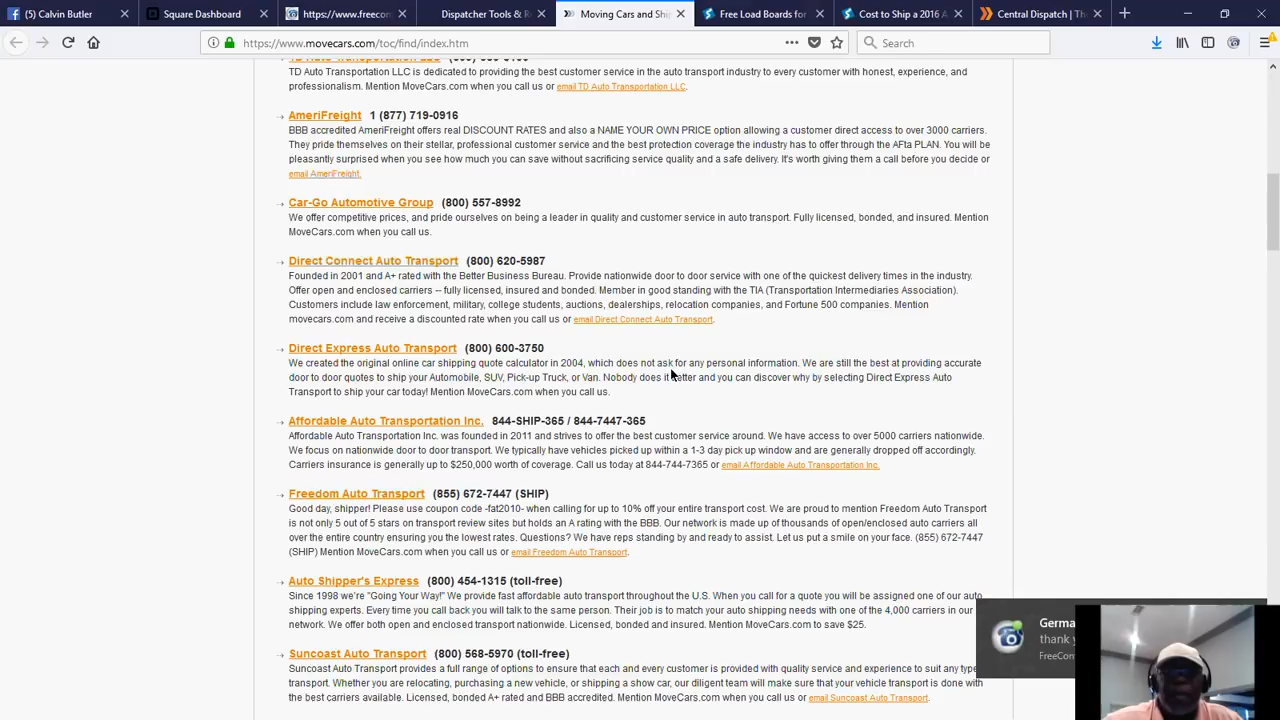 (8) Calvin Butler
Square Dashboard
https://www.freecon
Dispatcher Tools & R
Moving Cars and Ship
Free Load Boards for
Cost to Ship a 2016 A
Central Dispatch | Th
https://www.movecars.com/toc/find/index.htm
Search
TD Auto Transportation LLC
TD Auto Transportation LLC is dedicated to providing the best customer service in the auto transport industry to every customer with honest, experience, and
professionalism. Mention MoveCars.com when you call us or email TD Auto Transportation LLC.
AmeriFreight 1 (877) 719-0916
BBB accredited AmeriFreight offers real DISCOUNT RATES and also a NAME YOUR OWN PRICE option allowing a customer direct access to over 3000 carriers.
They pride themselves on their stellar, professional customer service and the best protection coverage the industry has to offer through the AFta PLAN. You will be
pleasantly surprised when you see how much you can save without sacrificing service quality and a safe delivery. It's worth giving them a call before you decide or
email AmeriFreight.
Car-Go Automotive Group (800) 557-8992
We offer competitive prices, and pride ourselves on being a leader in quality and customer service in auto transport. Fully licensed, bonded, and insured. Mention
MoveCars.com when you call us.
Direct Connect Auto Transport (800) 620-5987
Founded in 2001 and A+ rated with the Better Business Bureau. Provide nationwide door to door service with one of the quickest delivery times in the industry.
Offer open and enclosed carriers -- fully licensed, insured and bonded. Member in good standing with the TIA (Transportation Intermediaries Association).
Customers include law enforcement, military, college students, auctions, dealerships, relocation companies, and Fortune 500 companies. Mention
movecars.com and receive a discounted rate when you call us or email Direct Connect Auto Transport.
Direct Express Auto Transport (800) 600-3750
We created the original online car shipping quote calculator in 2004, which does not ask for any personal information. We are still the best at providing accurate
door to door quotes to ship your Automobile, SUV, Pick-up Truck, or Van. Nobody does it better and you can discover why by selecting Direct Express Auto
Transport to ship your car today! Mention MoveCars.com when you call us.
Affordable Auto Transportation Inc. 844-SHIP-365 / 844-7447-365
Affordable Auto Transportation Inc. was founded in 2011 and strives to offer the best customer service around. We have access to over 5000 carriers nationwide.
We focus on nationwide door to door transport. We typically have vehicles picked up within a 1-3 day pick up window and are generally dropped off accordingly.
Carriers insurance is generally up to $250,000 worth of coverage. Call us today at 844-744-7365 or email Affordable Auto Transportation Inc.
Freedom Auto Transport (855) 672-7447 (SHIP)
Good day, shipper! Please use coupon code -fat2010- when calling for up to 10% off your entire transport cost. We are proud to mention Freedom Auto Transport
is not only 5 out of 5 stars on transport review sites but holds an A rating with the BBB. Our network is made up of thousands of open/enclosed auto carriers all
over the entire country ensuring you the lowest rates. Questions? We have reps standing by and ready to assist. Let us put a smile on your face. (855) 672-7447
(SHIP) Mention MoveCars.com when you call us or email Freedom Auto Transport.
Auto Shipper's Express (800) 454-1315 (toll-free)
Since 1998 we're "Going Your Way!" We provide fast affordable auto transport throughout the U.S. When you call for a quote you will be assigned one of our auto
shipping experts. Every time you call back you will talk to the same person. Their job is to match your auto shipping needs with one of the 4,000 carriers in our
network. We offer both open and enclosed transport nationwide. Licensed, bonded and insured. Mention MoveCars.com to save $25.
Suncoast Auto Transport (800) 568-5970 (toll-free)
Suncoast Auto Transport provides a full range of options to ensure that each and every customer is provided with quality service and experience to suit any type
transport. Whether you are relocating, purchasing a new vehicle, or shipping a show car, our diligent team will make sure that your vehicle transport is done with
the best carriers available. Licensed, bonded A+ rated and BBB accredited. Mention MoveCars.com when you call us or email Suncoast Auto Transport.
Germa
thank y
FreeCon